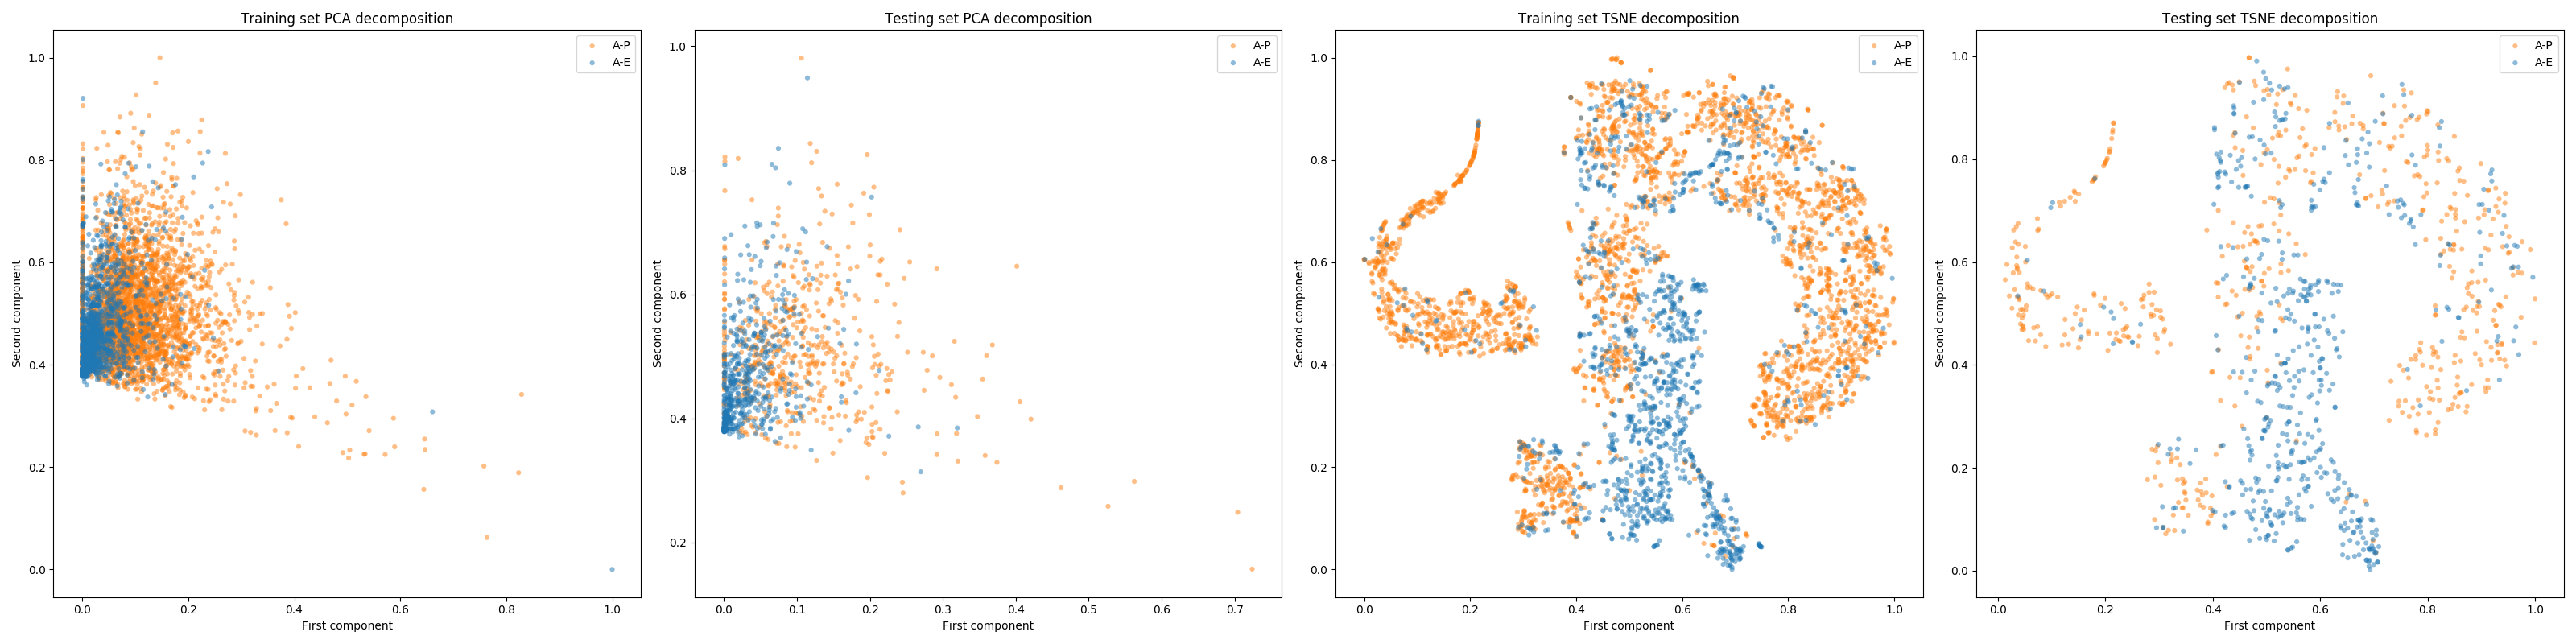 Training set PCA decomposition
A-P
A-E
Second component
1.0
0.8
0.6
0.4
0.2
0.0
0.0 0.2 0.4 0.6 0.8 1.0
First component
Testing set PCA decomposition
A-P
A-E
Second component
1.0
0.8
0.6
0.4
0.2
0.0 0.1 0.2 0.3 0.4 0.5 0.6 0.7
First component
Training set TSNE decomposition
A-P
A-E
Second component
1.0
0.8
0.6
0.4
0.2
0.0
0.0 0.2 0.4 0.6 0.8 1.0
First component
Testing set TSNE decomposition
A-P
A-E
Second component
1.0
0.8
0.6
0.4
0.2
0.0
0.0 0.2 0.4 0.6 0.8 1.0
First component